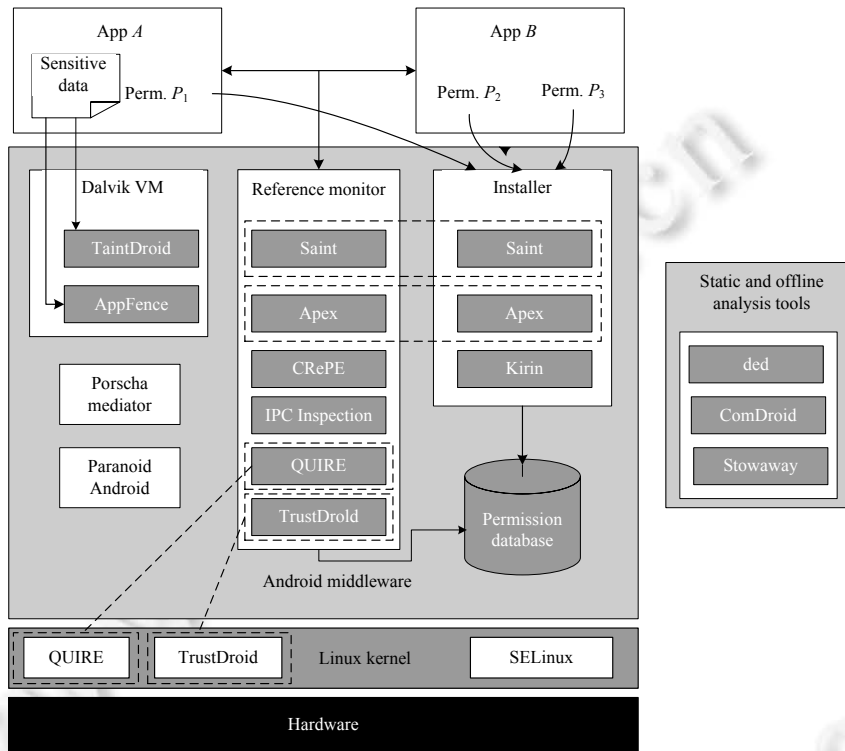 App A
App B
Sensitive
data
Perm. P1
Perm. P2
Perm. P3
Dalvik VM
TaintDroid
AppFence
Porscha
mediator
Paranoid
Android
Reference monitor
Saint
Apex
CRePE
IPC Inspection
QUIRE
TrustDrold
Installer
Saint
Apex
Kirin
Permission
database
Android middleware
Static and offline
analysis tools
ded
ComDroid
Stowaway
QUIRE
TrustDroid
Linux kernel
SELinux
Hardware